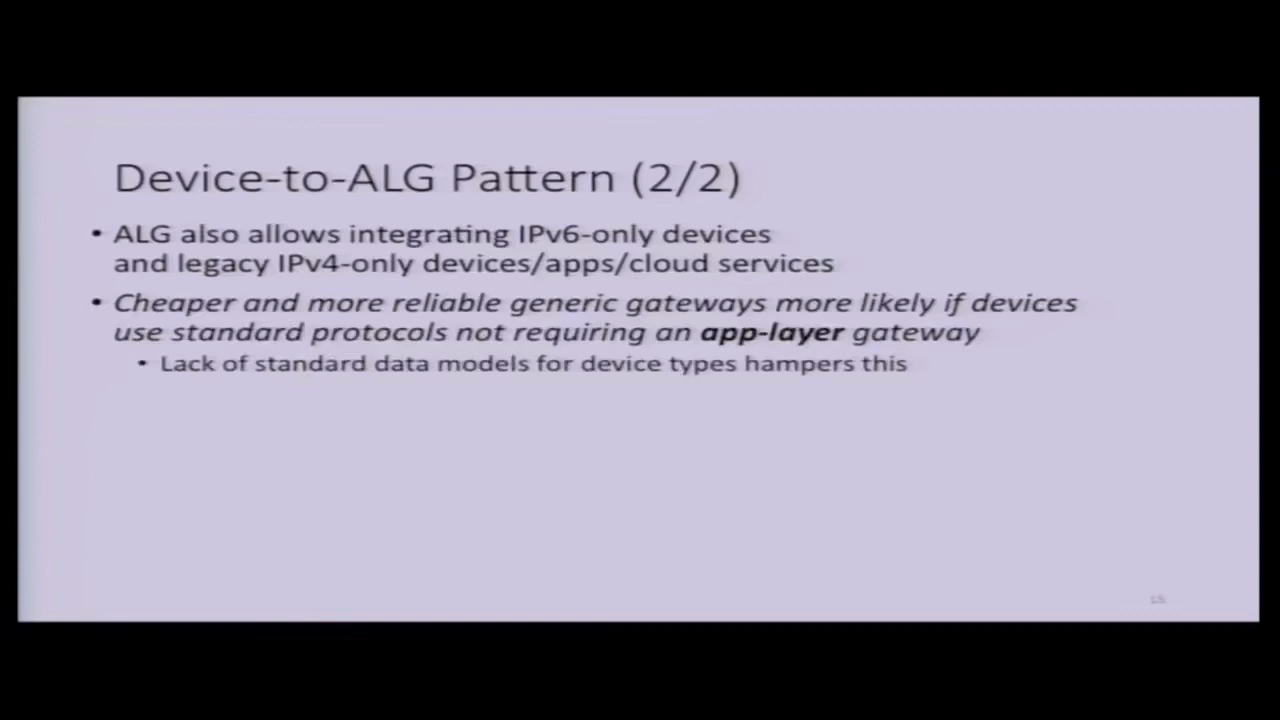 Device-to-ALG Pattern (2/2)
• ALG also allows integrating IPv6-only devices
and legacy IPv4-only devices/apps/cloud services
• Cheaper and more reliable generic gateways more likely if devices
use standard protocols not requiring an app-layer gateway
• Lack of standard data models for device types hampers this